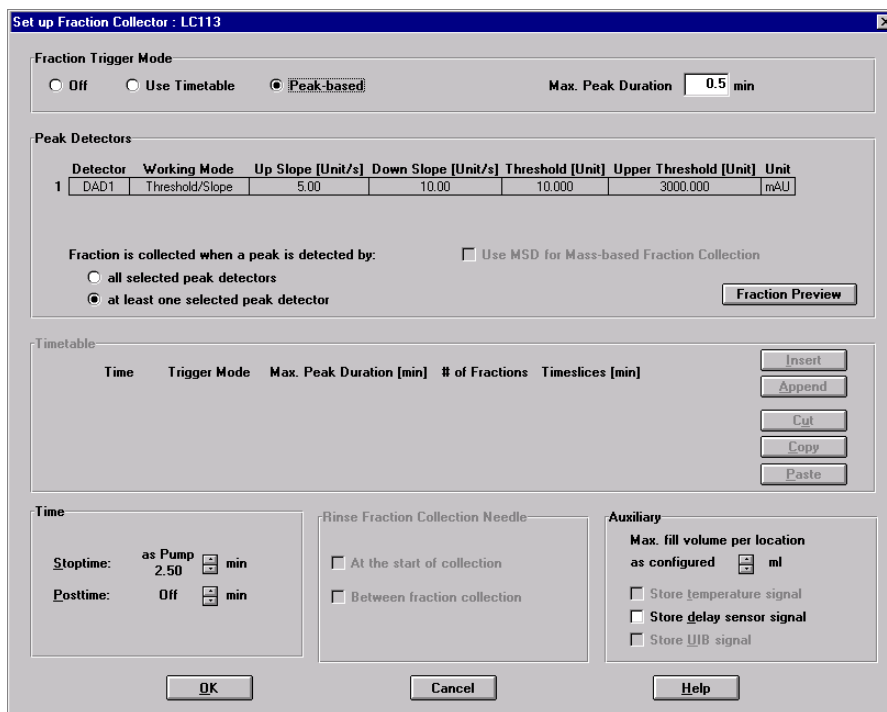 Set up Fraction Collector : LC113
Fraction Trigger Mode
Off Use Timetable Peak-based Max. Peak Duration 0.5 min
Peak Detectors
Detector Working Mode Up Slope [Unit/s] Down Slope [Unit/s] Threshold [Unit] Upper Threshold [Unit] Unit
1 DAD1 Threshold/Slope 5.00 10.00 10.000 3000.000 mAU
Fraction is collected when a peak is detected by: Use MSD for Mass-based Fraction Collection
all selected peak detectors
at least one selected peak detector Fraction Preview
Timetable
Time Trigger Mode Max. Peak Duration [min] # of Fractions Timeslices [min]
Insert
Append
Cut
Copy
Paste
Time
Stoptime: as Pump 2.50 min
Posttime: Off min
Rinse Fraction Collection Needle
At the start of collection
Between fraction collection
Auxiliary
Max. fill volume per location
as configured ml
Store temperature signal
Store delay sensor signal
Store UIB signal
OK Cancel Help